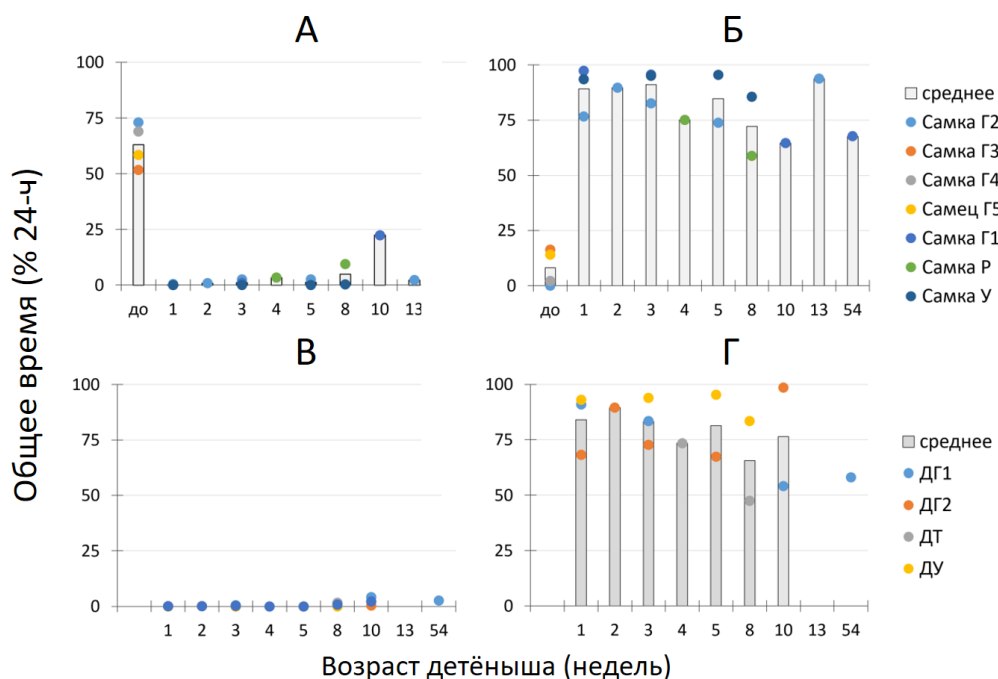 А
Б
Общее время (% 24-ч)
100
75
50
25
0
до 1 2 3 4 5 8 10 13
100
75
50
25
0
до 1 2 3 4 5 8 10 13 54
среднее
Самка Г2
Самка Г3
Самка Г4
Самец Г5
Самка Г1
Самка Р
Самка У
В
Г
100
75
50
25
0
1 2 3 4 5 8 10 13 54
100
75
50
25
0
1 2 3 4 5 8 10 13 54
среднее
ДГ1
ДГ2
ДТ
ДУ
Возраст детёныша (недель)